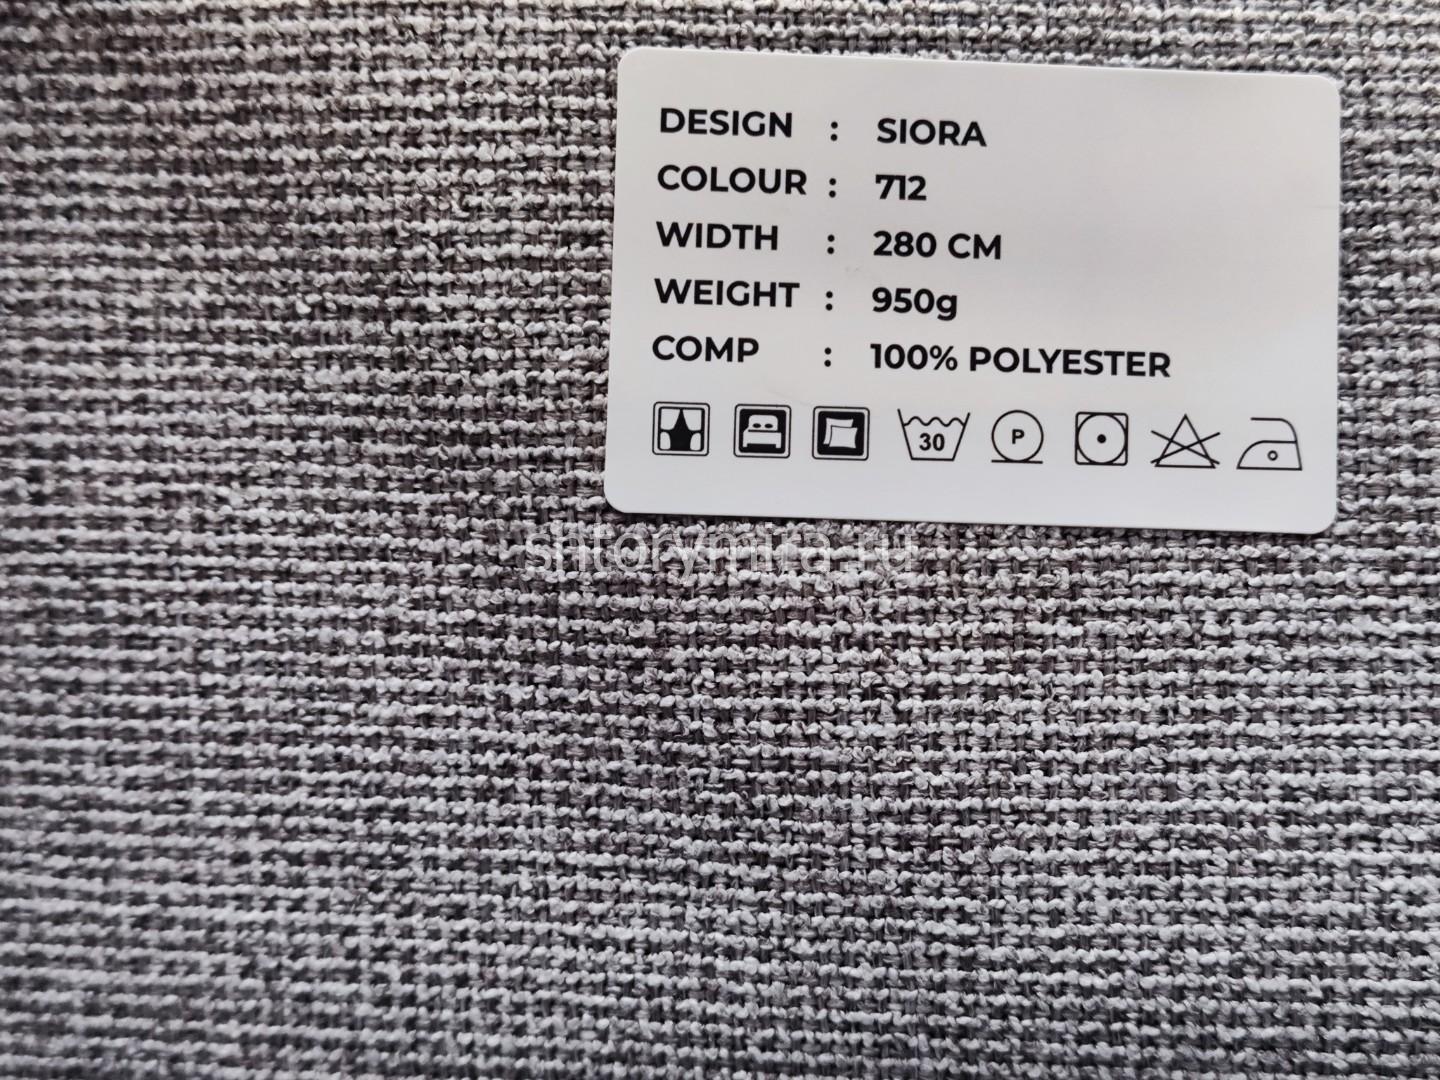 DESIGN : SIORA
COLOUR : 712
WIDTH : 280 CM
WEIGHT : 950g
COMP : 100% POLYESTER
30 P
shtorymira.ru